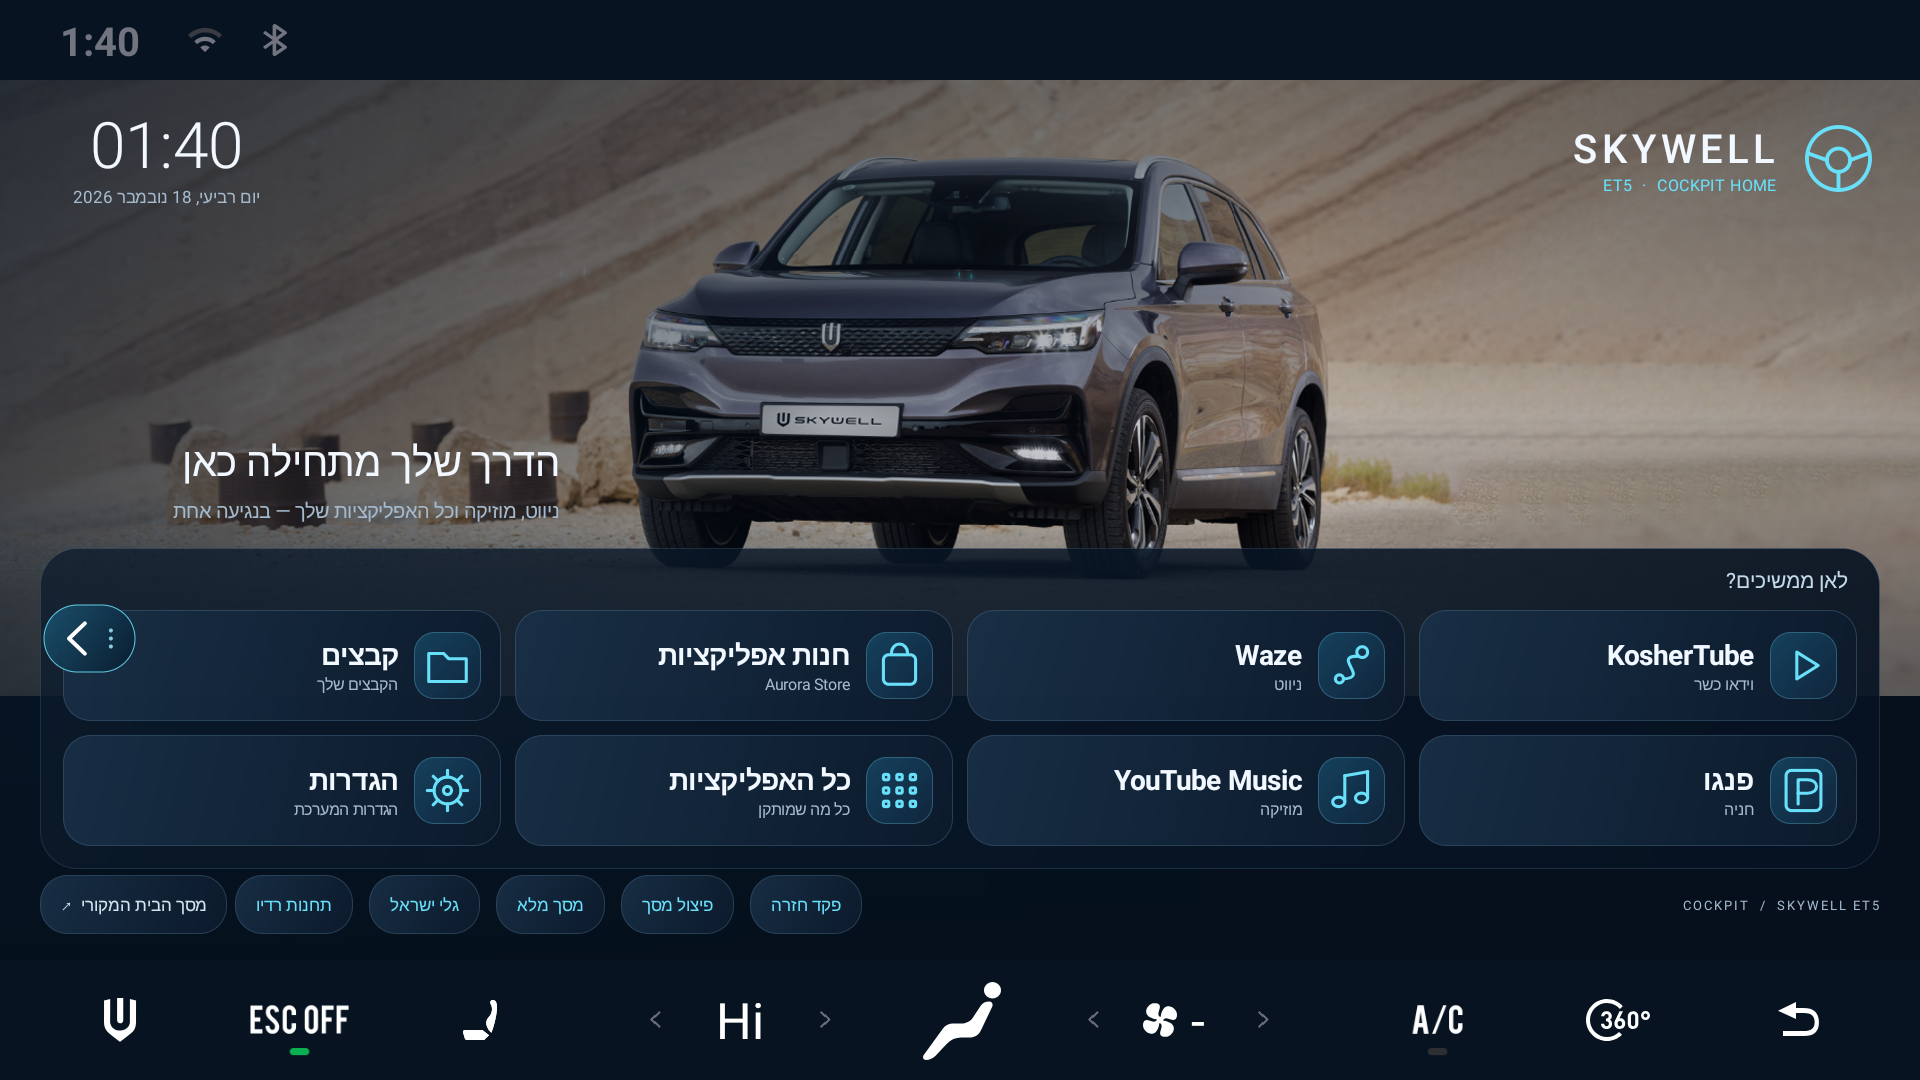 1:40
01:40
יום רביעי, 18 נובמבר 2026
SKYWELL
ET5 · COCKPIT HOME
SKYWELL
הדרך שלך מתחילה כאן
ניווט, מוזיקה וכל האפליקציות שלך — בנגיעה אחת
לאן ממשיכים?
KosherTube
וידאו כשר
Waze
ניווט
חנות אפליקציות
Aurora Store
קבצים
הקבצים שלך
פנגו
חניה
YouTube Music
מוזיקה
כל האפליקציות
כל מה שמותקן
הגדרות
הגדרות המערכת
COCKPIT / SKYWELL ET5
פקד חזרה
פיצול מסך
מסך מלא
גלי ישראל
תחנות רדיו
מסך הבית המקורי ↗
ESC OFF
Hi
-
A/C
360°